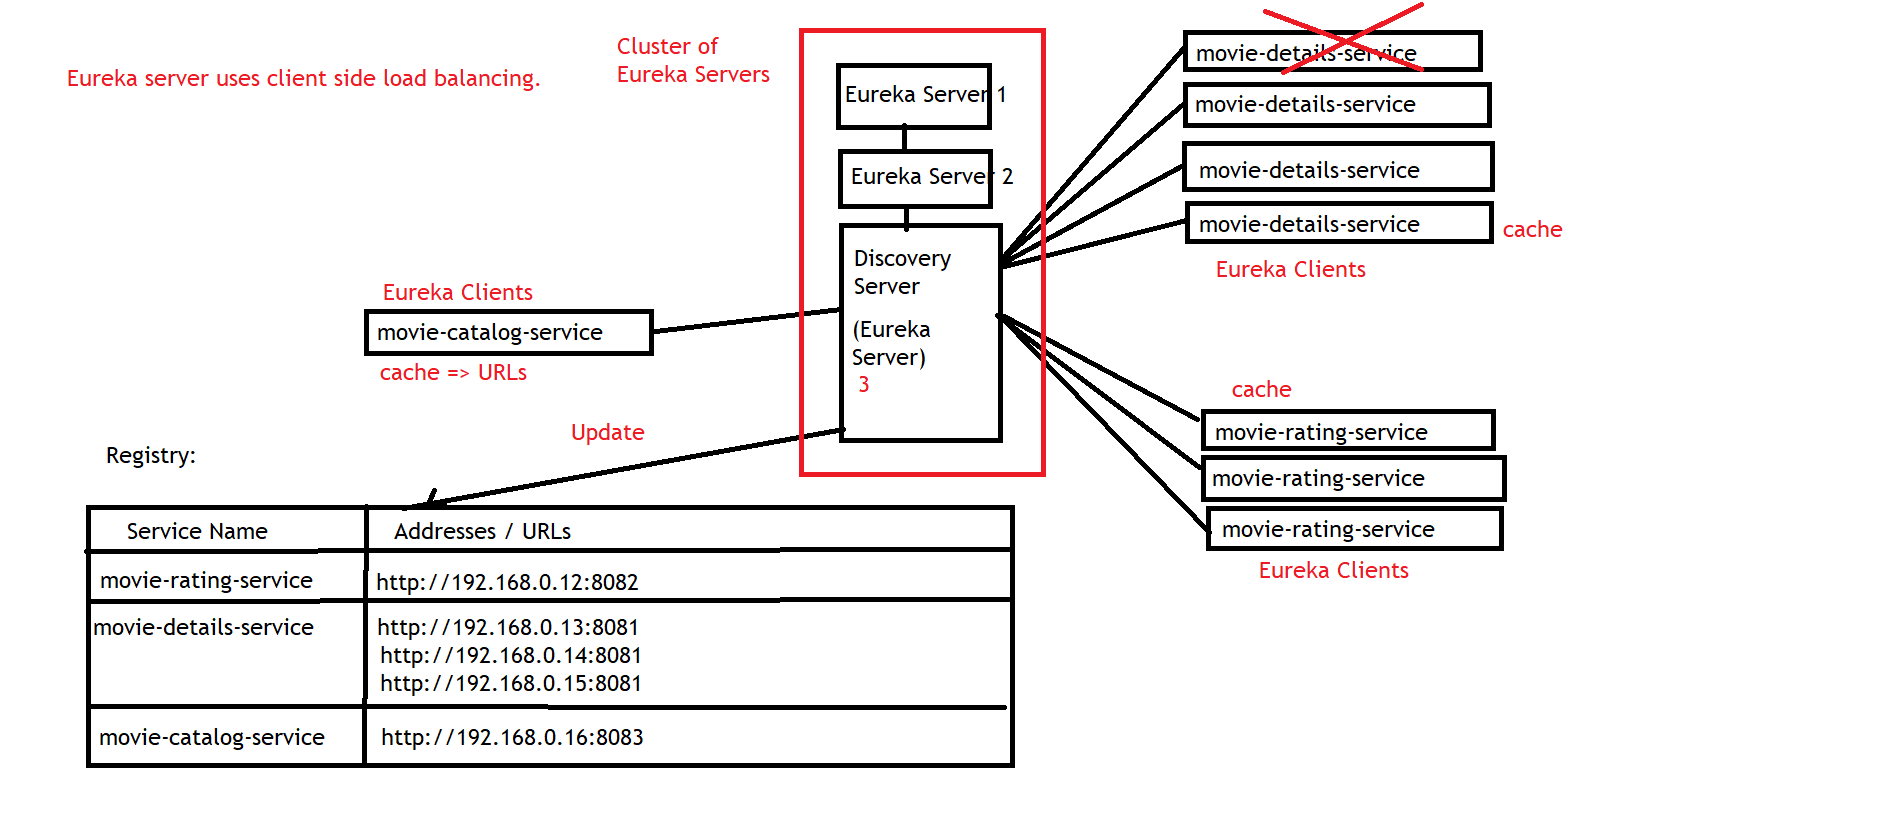 Eureka server uses client side load balancing.
Cluster of
Eureka Servers
Eureka Server 1
Eureka Server 2
Discovery
Server
(Eureka
Server)
3
Eureka Clients
movie-catalog-service
cache => URLs
Update
movie-details-service
movie-details-service
movie-details-service
movie-details-service
cache
Eureka Clients
cache
movie-rating-service
movie-rating-service
movie-rating-service
Eureka Clients
Registry:
Service Name
Addresses / URLs
movie-rating-service
http://192.168.0.12:8082
movie-details-service
http://192.168.0.13:8081
http://192.168.0.14:8081
http://192.168.0.15:8081
movie-catalog-service
http://192.168.0.16:8083